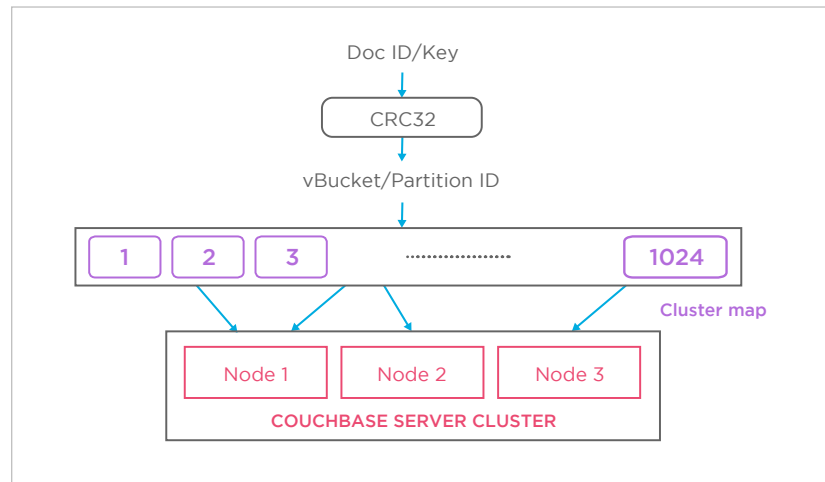 Doc ID/Key
CRC32
vBucket/Partition ID
1 2 3 ..................... 1024
Cluster map
Node 1 Node 2 Node 3
COUCHBASE SERVER CLUSTER